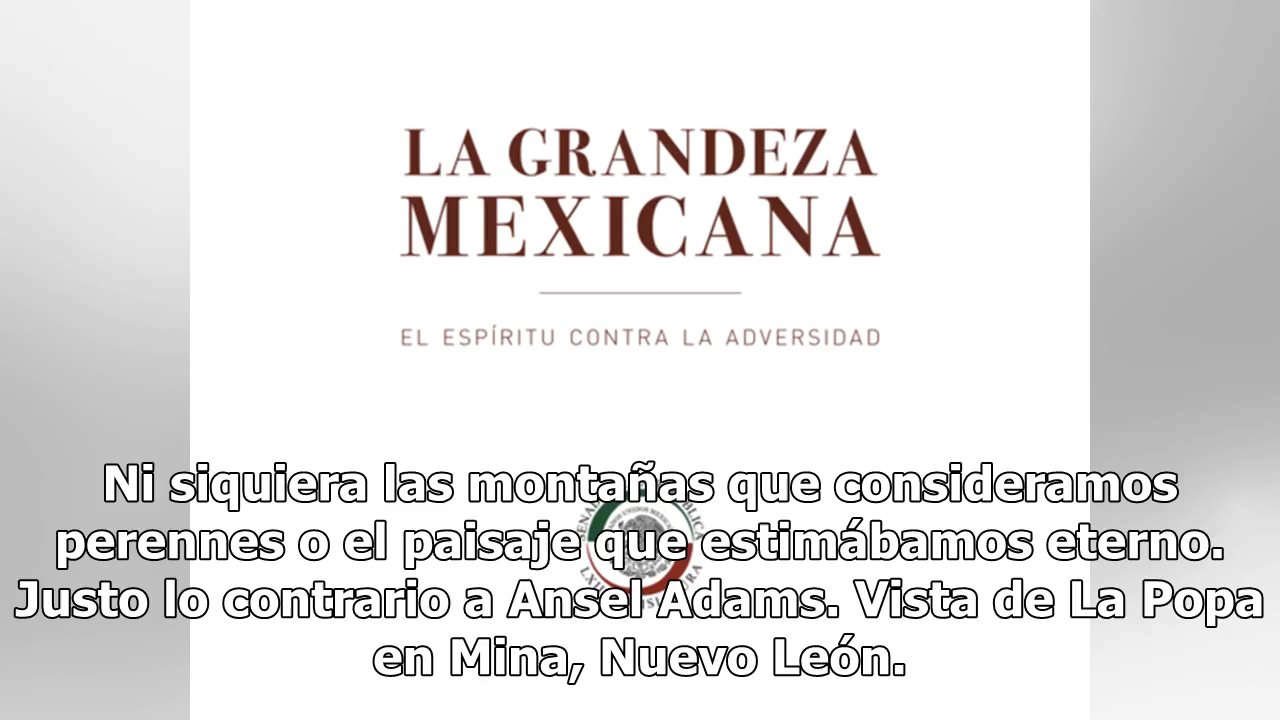 LA GRANDEZA
MEXICANA
EL ESPÍRITU CONTRA LA ADVERSIDAD
Ni siquiera las montañas que consideramos
perennes o el paisaje que estimábamos eterno.
Justo lo contrario a Ansel Adams. Vista de La Popa
en Mina, Nuevo León.